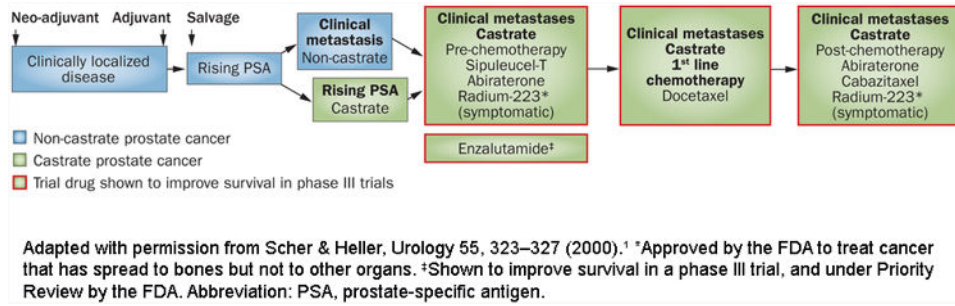 Neo-adjuvant Adjuvant Salvage
Clinically localized
disease
Rising PSA
Clinical
metastasis
Non-castrate
Rising PSA
Castrate
Clinical metastases
Castrate
Pre-chemotherapy
Sipuleucel-T
Abiraterone
Radium-223*
(symptomatic)
Enzalutamide‡
Clinical metastases
Castrate
1st line
chemotherapy
Docetaxel
Clinical metastases
Castrate
Post-chemotherapy
Abiraterone
Cabazitaxel
Radium-223*
(symptomatic)
Non-castrate prostate cancer
Castrate prostate cancer
Trial drug shown to improve survival in phase III trials
Adapted with permission from Scher & Heller, Urology 55, 323–327 (2000).¹ *Approved by the FDA to treat cancer
that has spread to bones but not to other organs. ‡Shown to improve survival in a phase III trial, and under Priority
Review by the FDA. Abbreviation: PSA, prostate-specific antigen.